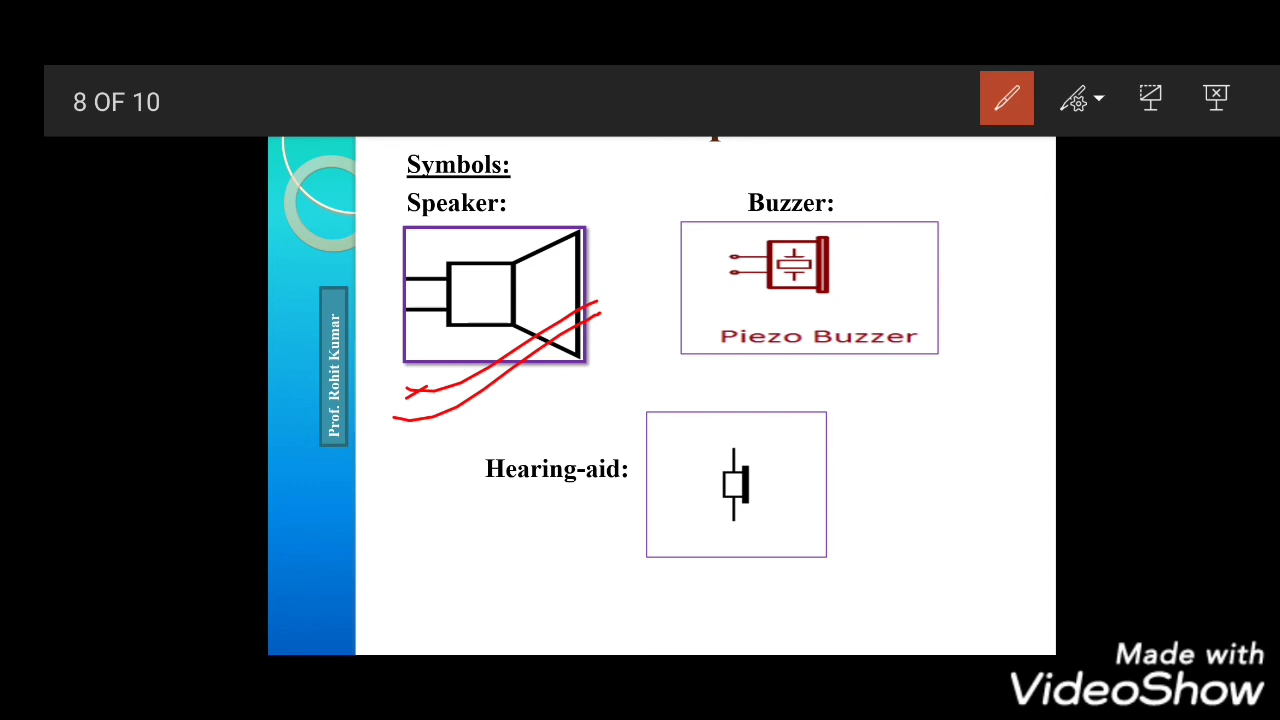 8 OF 10
Symbols:
Speaker:
Buzzer:
Piezo Buzzer
Prof. Rohit Kumar
Hearing-aid:
Made with
VideoShow